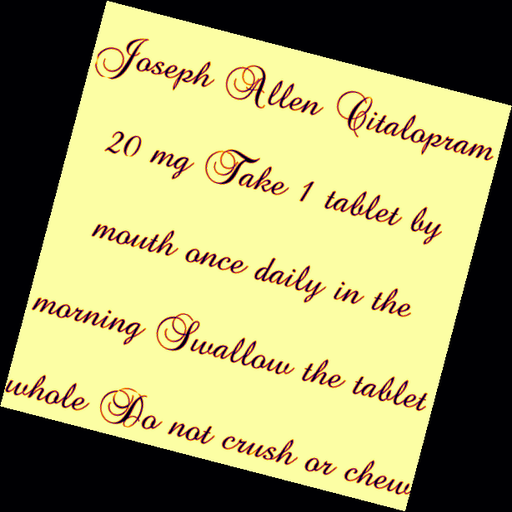 Joseph Allen Citalopram
20 mg Take 1 tablet by
mouth once daily in the
morning Swallow the tablet
whole Do not crush or chew